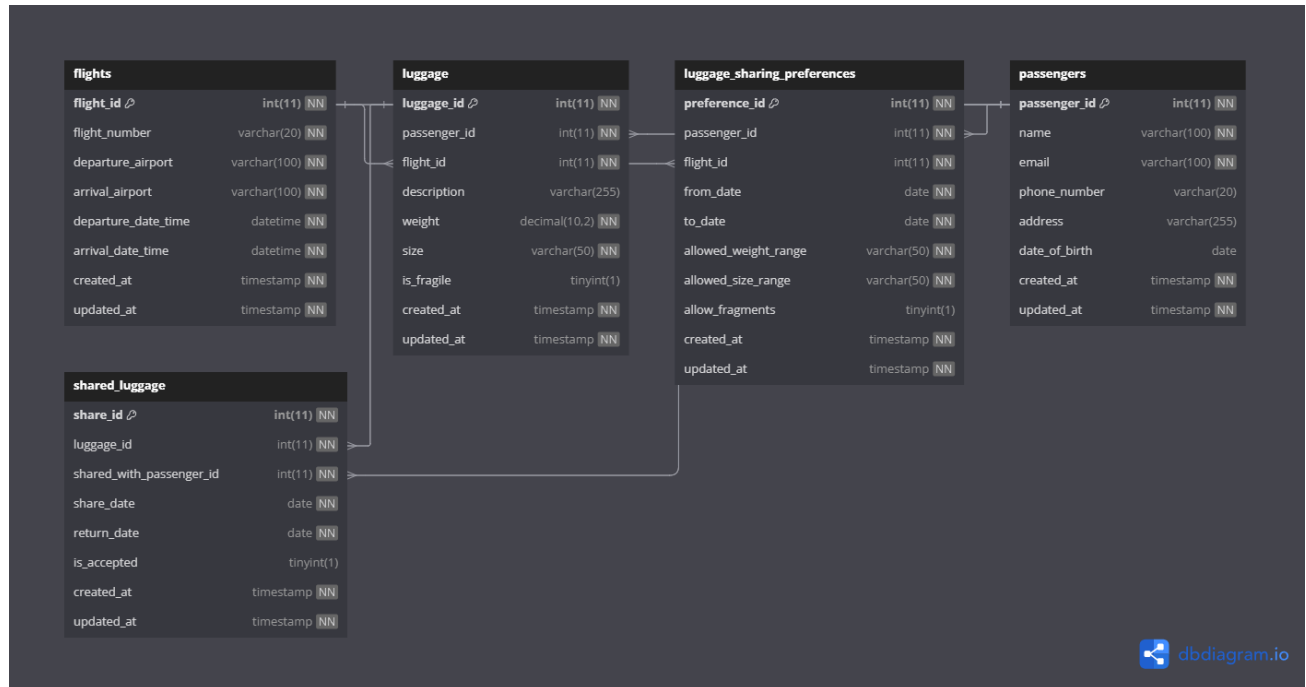 flights
flight_id int(11) NN
flight_number varchar(20) NN
departure_airport varchar(100) NN
arrival_airport varchar(100) NN
departure_date_time datetime NN
arrival_date_time datetime NN
created_at timestamp NN
updated_at timestamp NN
luggage
luggage_id int(11) NN
passenger_id int(11) NN
flight_id int(11) NN
description varchar(255)
weight decimal(10,2) NN
size varchar(50) NN
is_fragile tinyint(1)
created_at timestamp NN
updated_at timestamp NN
luggage_sharing_preferences
preference_id int(11) NN
passenger_id int(11) NN
flight_id int(11) NN
from_date date NN
to_date date NN
allowed_weight_range varchar(50) NN
allowed_size_range varchar(50) NN
allow_fragments tinyint(1)
created_at timestamp NN
updated_at timestamp NN
passengers
passenger_id int(11) NN
name varchar(100) NN
email varchar(100) NN
phone_number varchar(20)
address varchar(255)
date_of_birth date
created_at timestamp NN
updated_at timestamp NN
shared_luggage
share_id int(11) NN
luggage_id int(11) NN
shared_with_passenger_id int(11) NN
share_date date NN
return_date date NN
is_accepted tinyint(1)
created_at timestamp NN
updated_at timestamp NN
dbdiagram.io